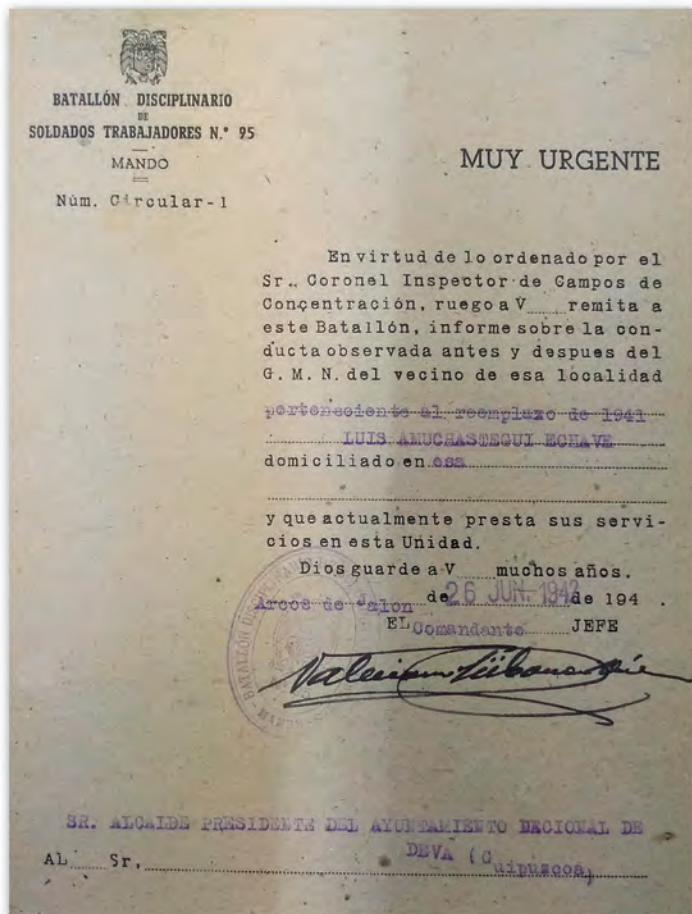 BATALLÓN DISCIPLINARIO
DE
SOLDADOS TRABAJADORES N.° 95
MANDO
Núm. Circular-1
MUY URGENTE
En virtud de lo ordenado por el
Sr. Coronel Inspector de Campos de
Concentración, ruego a V...... remita a
este Batallón, informe sobre la con-
ducta observada antes y despues del
G. M. N. del vecino de esa localidad
perteneciente al reemplazo de 1941
LUIS AMUCHASTEGUI ECHAVE
domiciliado en esa
y que actualmente presta sus servi-
cios en esta Unidad.
Dios guarde a V...... muchos años.
Arcos de Jalon de 26 JUN. 1942 de 194 .
EL Comandante JEFE
BATALLÓN DISCIPLINARIO
SR. ALCALDE PRESIDENTE DEL AYUNTAMIENTO NACIONAL DE
DEVA (Guipuscoa)
AL Sr,